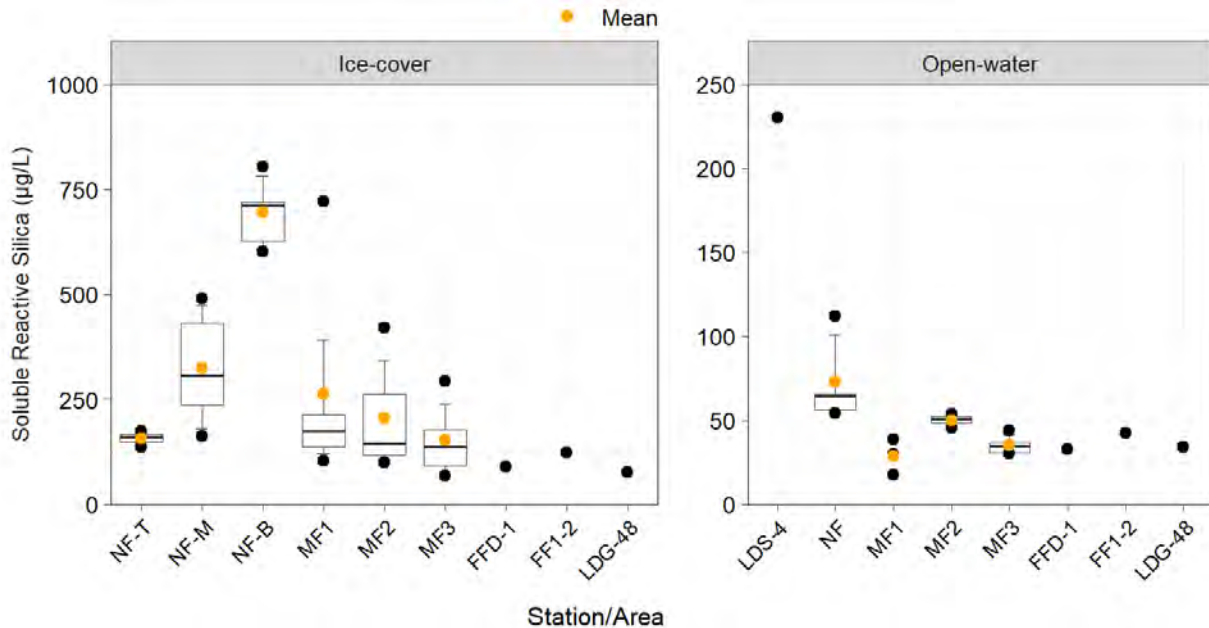 Mean
Ice-cover
Open-water
Soluble Reactive Silica (µg/L)
1000
750
500
250
0
250
200
150
100
50
0
NF-T
NF-M
NF-B
MF1
MF2
MF3
FFD-1
FF1-2
LDG-48
LDS-4
NF
MF1
MF2
MF3
FFD-1
FF1-2
LDG-48
Station/Area